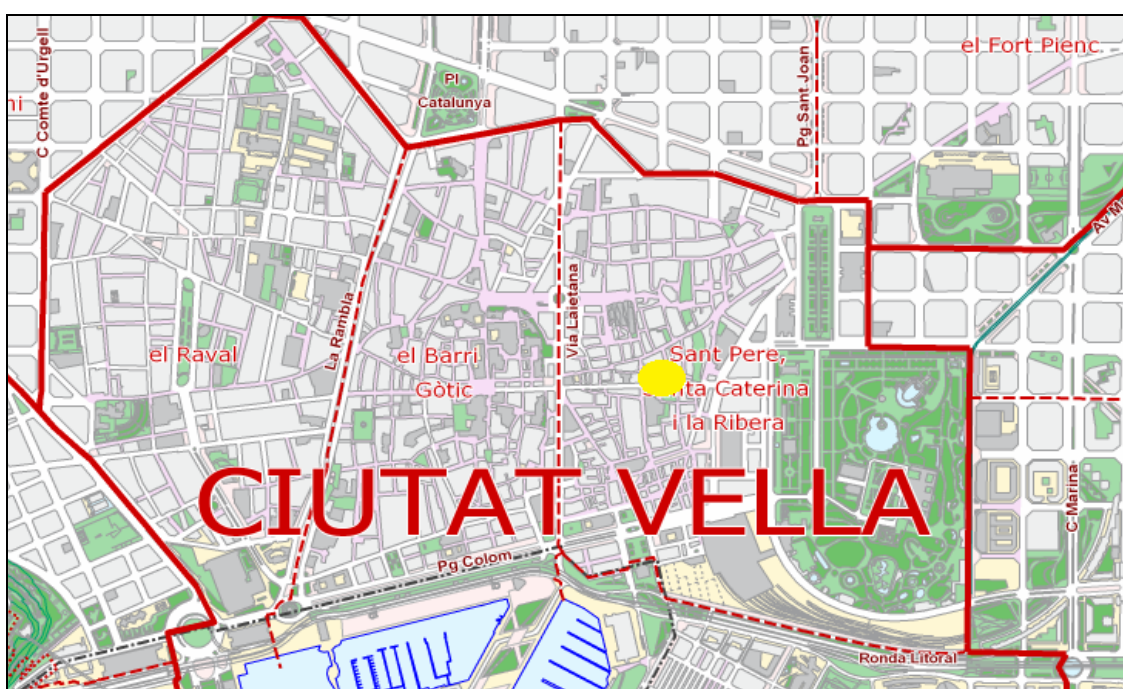 C Comte d'Urgell
ni
Pl
Catalunya
Pg Sant Joan
el Fort Pienc
Via Laietana
La Rambla
el Raval
el Barri
Gòtic
Sant Pere,
Caterina
i la Ribera
CIUTAT VELLA
C Marina
Pg Colom
Ronda Litoral